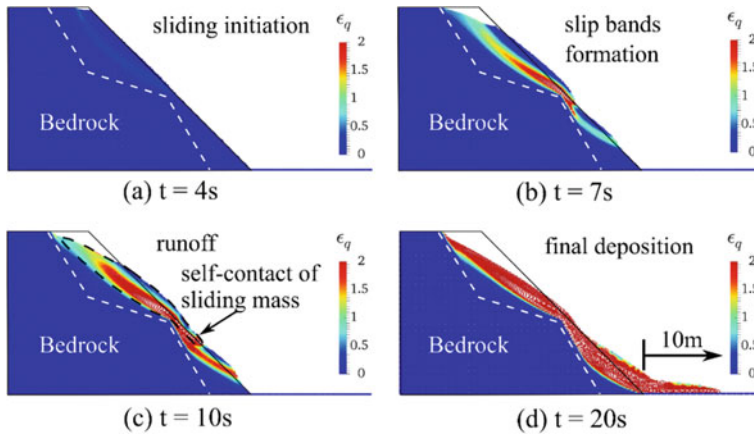 sliding initiation
ϵq
2
1.5
1
0.5
0
Bedrock
(a) t = 4s
slip bands
formation
ϵq
2
1.5
1
0.5
0
Bedrock
(b) t = 7s
runoff
self-contact of
sliding mass
ϵq
2
1.5
1
0.5
0
Bedrock
(c) t = 10s
final deposition
ϵq
2
1.5
1
0.5
0
10m
Bedrock
(d) t = 20s